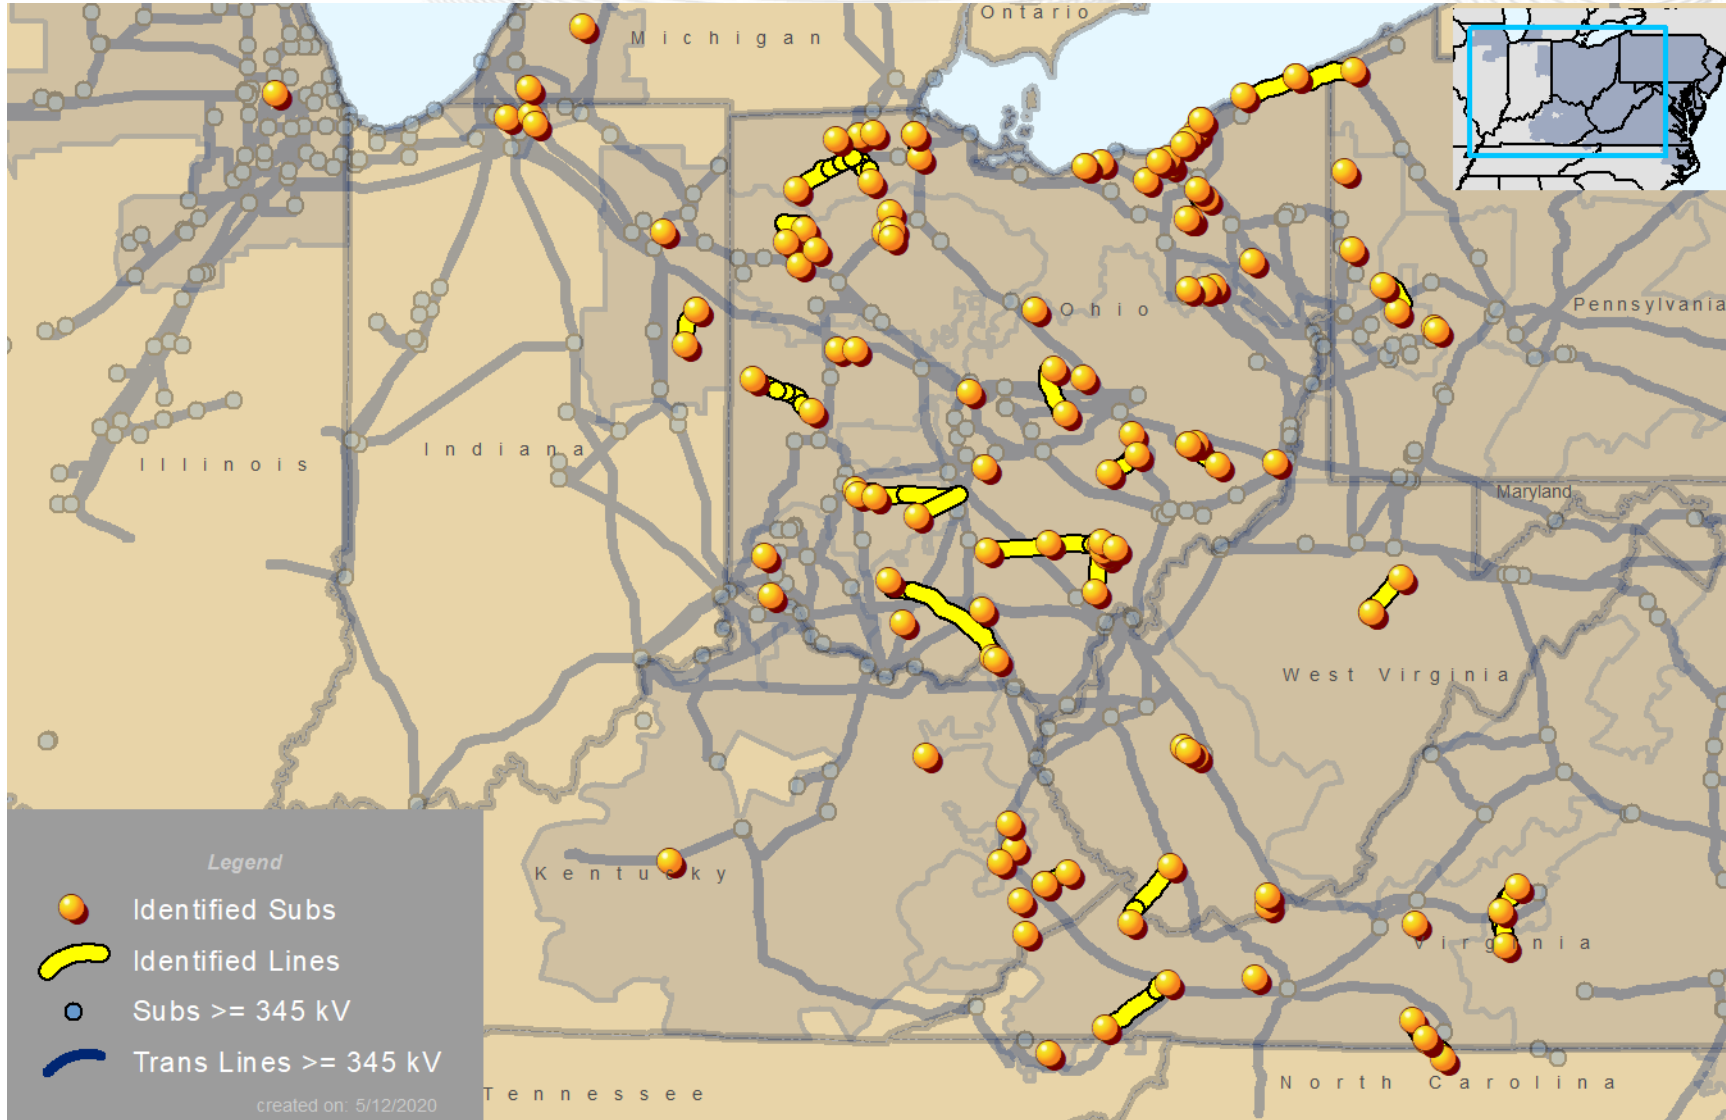 Ontario
Michigan
Ohio
Pennsylvania
Illinois
Indiana
Maryland
West Virginia
Kentucky
Virginia
Tennessee
North Carolina
Legend
Identified Subs
Identified Lines
Subs >= 345 kV
Trans Lines >= 345 kV
created on: 5/12/2020